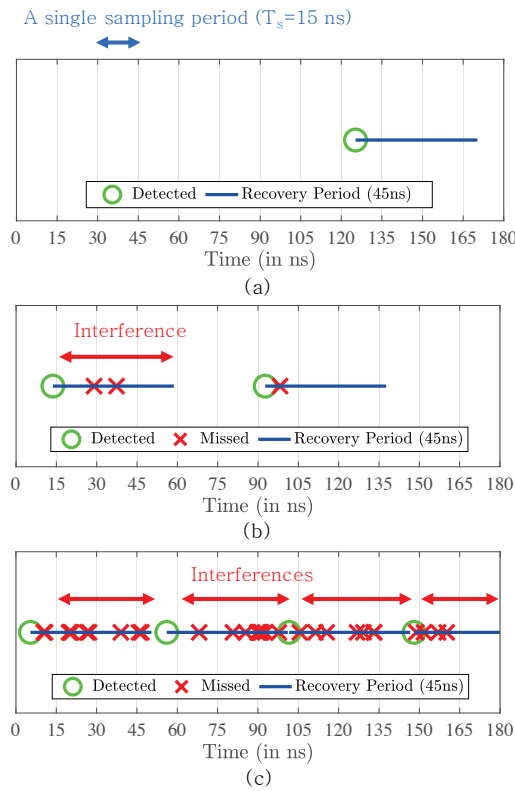 A single sampling period (Tₛ=15 ns)
Detected Recovery Period (45ns)
0 15 30 45 60 75 90 105 120 135 150 165 180
Time (in ns)
(a)
Interference
Detected Missed Recovery Period (45ns)
0 15 30 45 60 75 90 105 120 135 150 165 180
Time (in ns)
(b)
Interferences
Detected Missed Recovery Period (45ns)
0 15 30 45 60 75 90 105 120 135 150 165 180
Time (in ns)
(c)